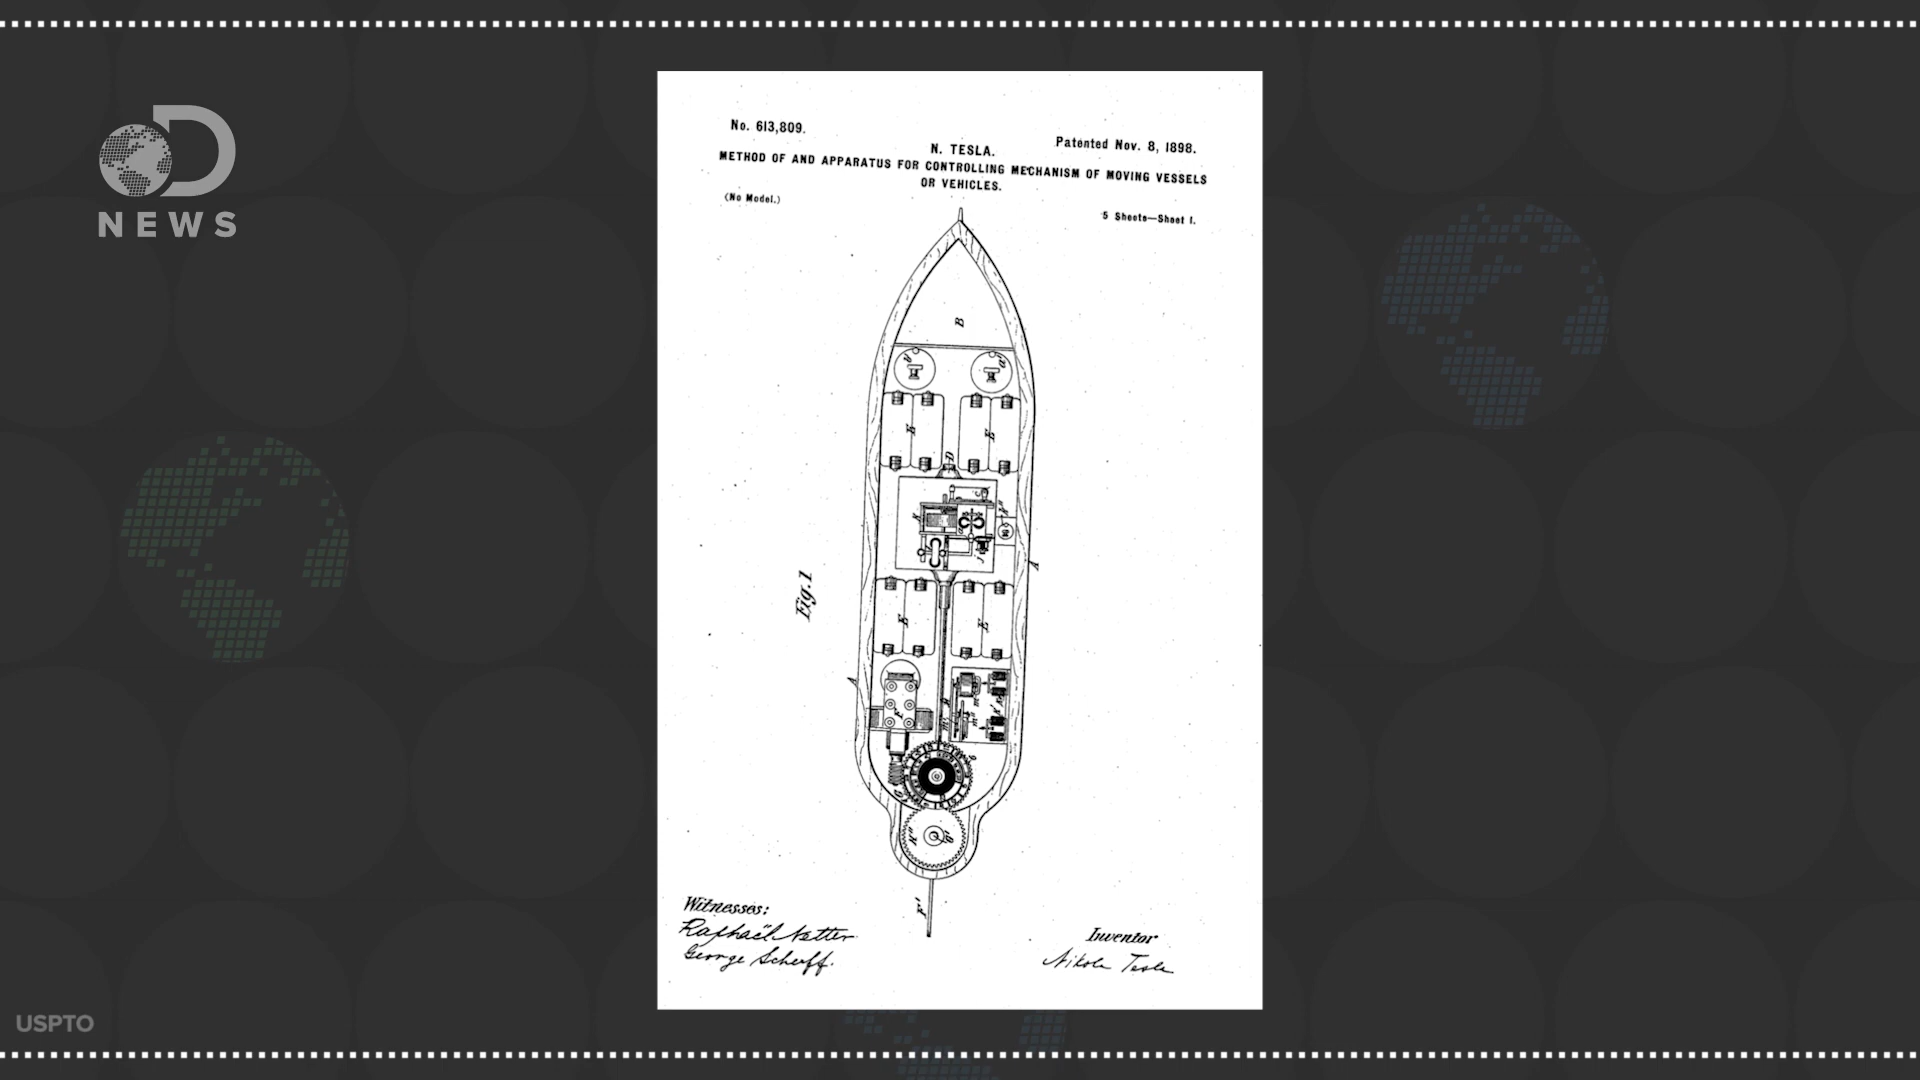 D
NEWS
No. 613,809.
Patented Nov. 8, 1898.
N. TESLA.
METHOD OF AND APPARATUS FOR CONTROLLING MECHANISM OF MOVING VESSELS
OR VEHICLES.
(No Model.)
5 Sheets—Sheet 1.
B
E
E
D
A
Fig. 1
E
E
A
F'
Witnesses:
Raphaël Netter
George Scherff.
Inventor
Nikola Tesla
USPTO